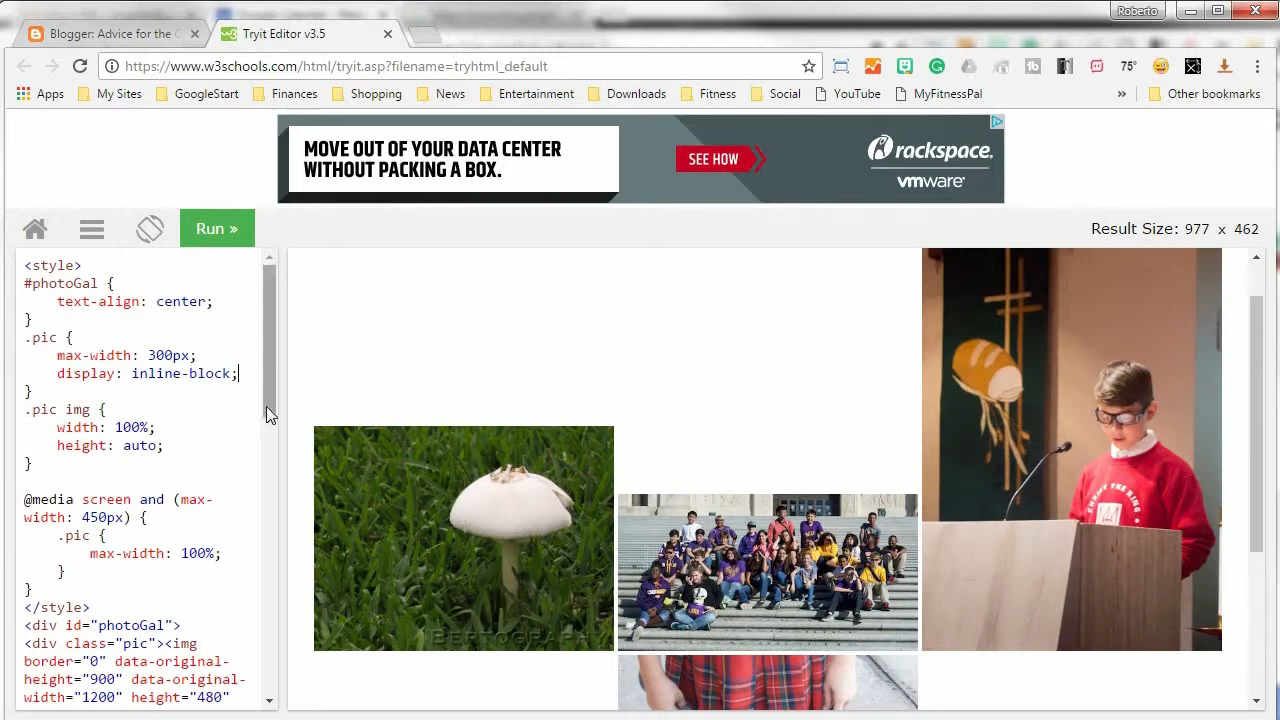 Roberto
Blogger: Advice for the C
Tryit Editor v3.5
https://www.w3schools.com/html/tryit.asp?filename=tryhtml_default
75°
Apps My Sites GoogleStart Finances Shopping News Entertainment Downloads Fitness Social YouTube MyFitnessPal » Other bookmarks
MOVE OUT OF YOUR DATA CENTER
WITHOUT PACKING A BOX.
SEE HOW
rackspace.
vmware
Run »
Result Size: 977 x 462
<style>
#photoGal {
text-align: center;
}
.pic {
max-width: 300px;
display: inline-block;
}
.pic img {
width: 100%;
height: auto;
}
@media screen and (max-
width: 450px) {
.pic {
max-width: 100%;
}
}
</style>
<div id="photoGal">
<div class="pic"><img
border="0" data-original-
height="900" data-original-
width="1200" height="480"
BERTOGRAPHY